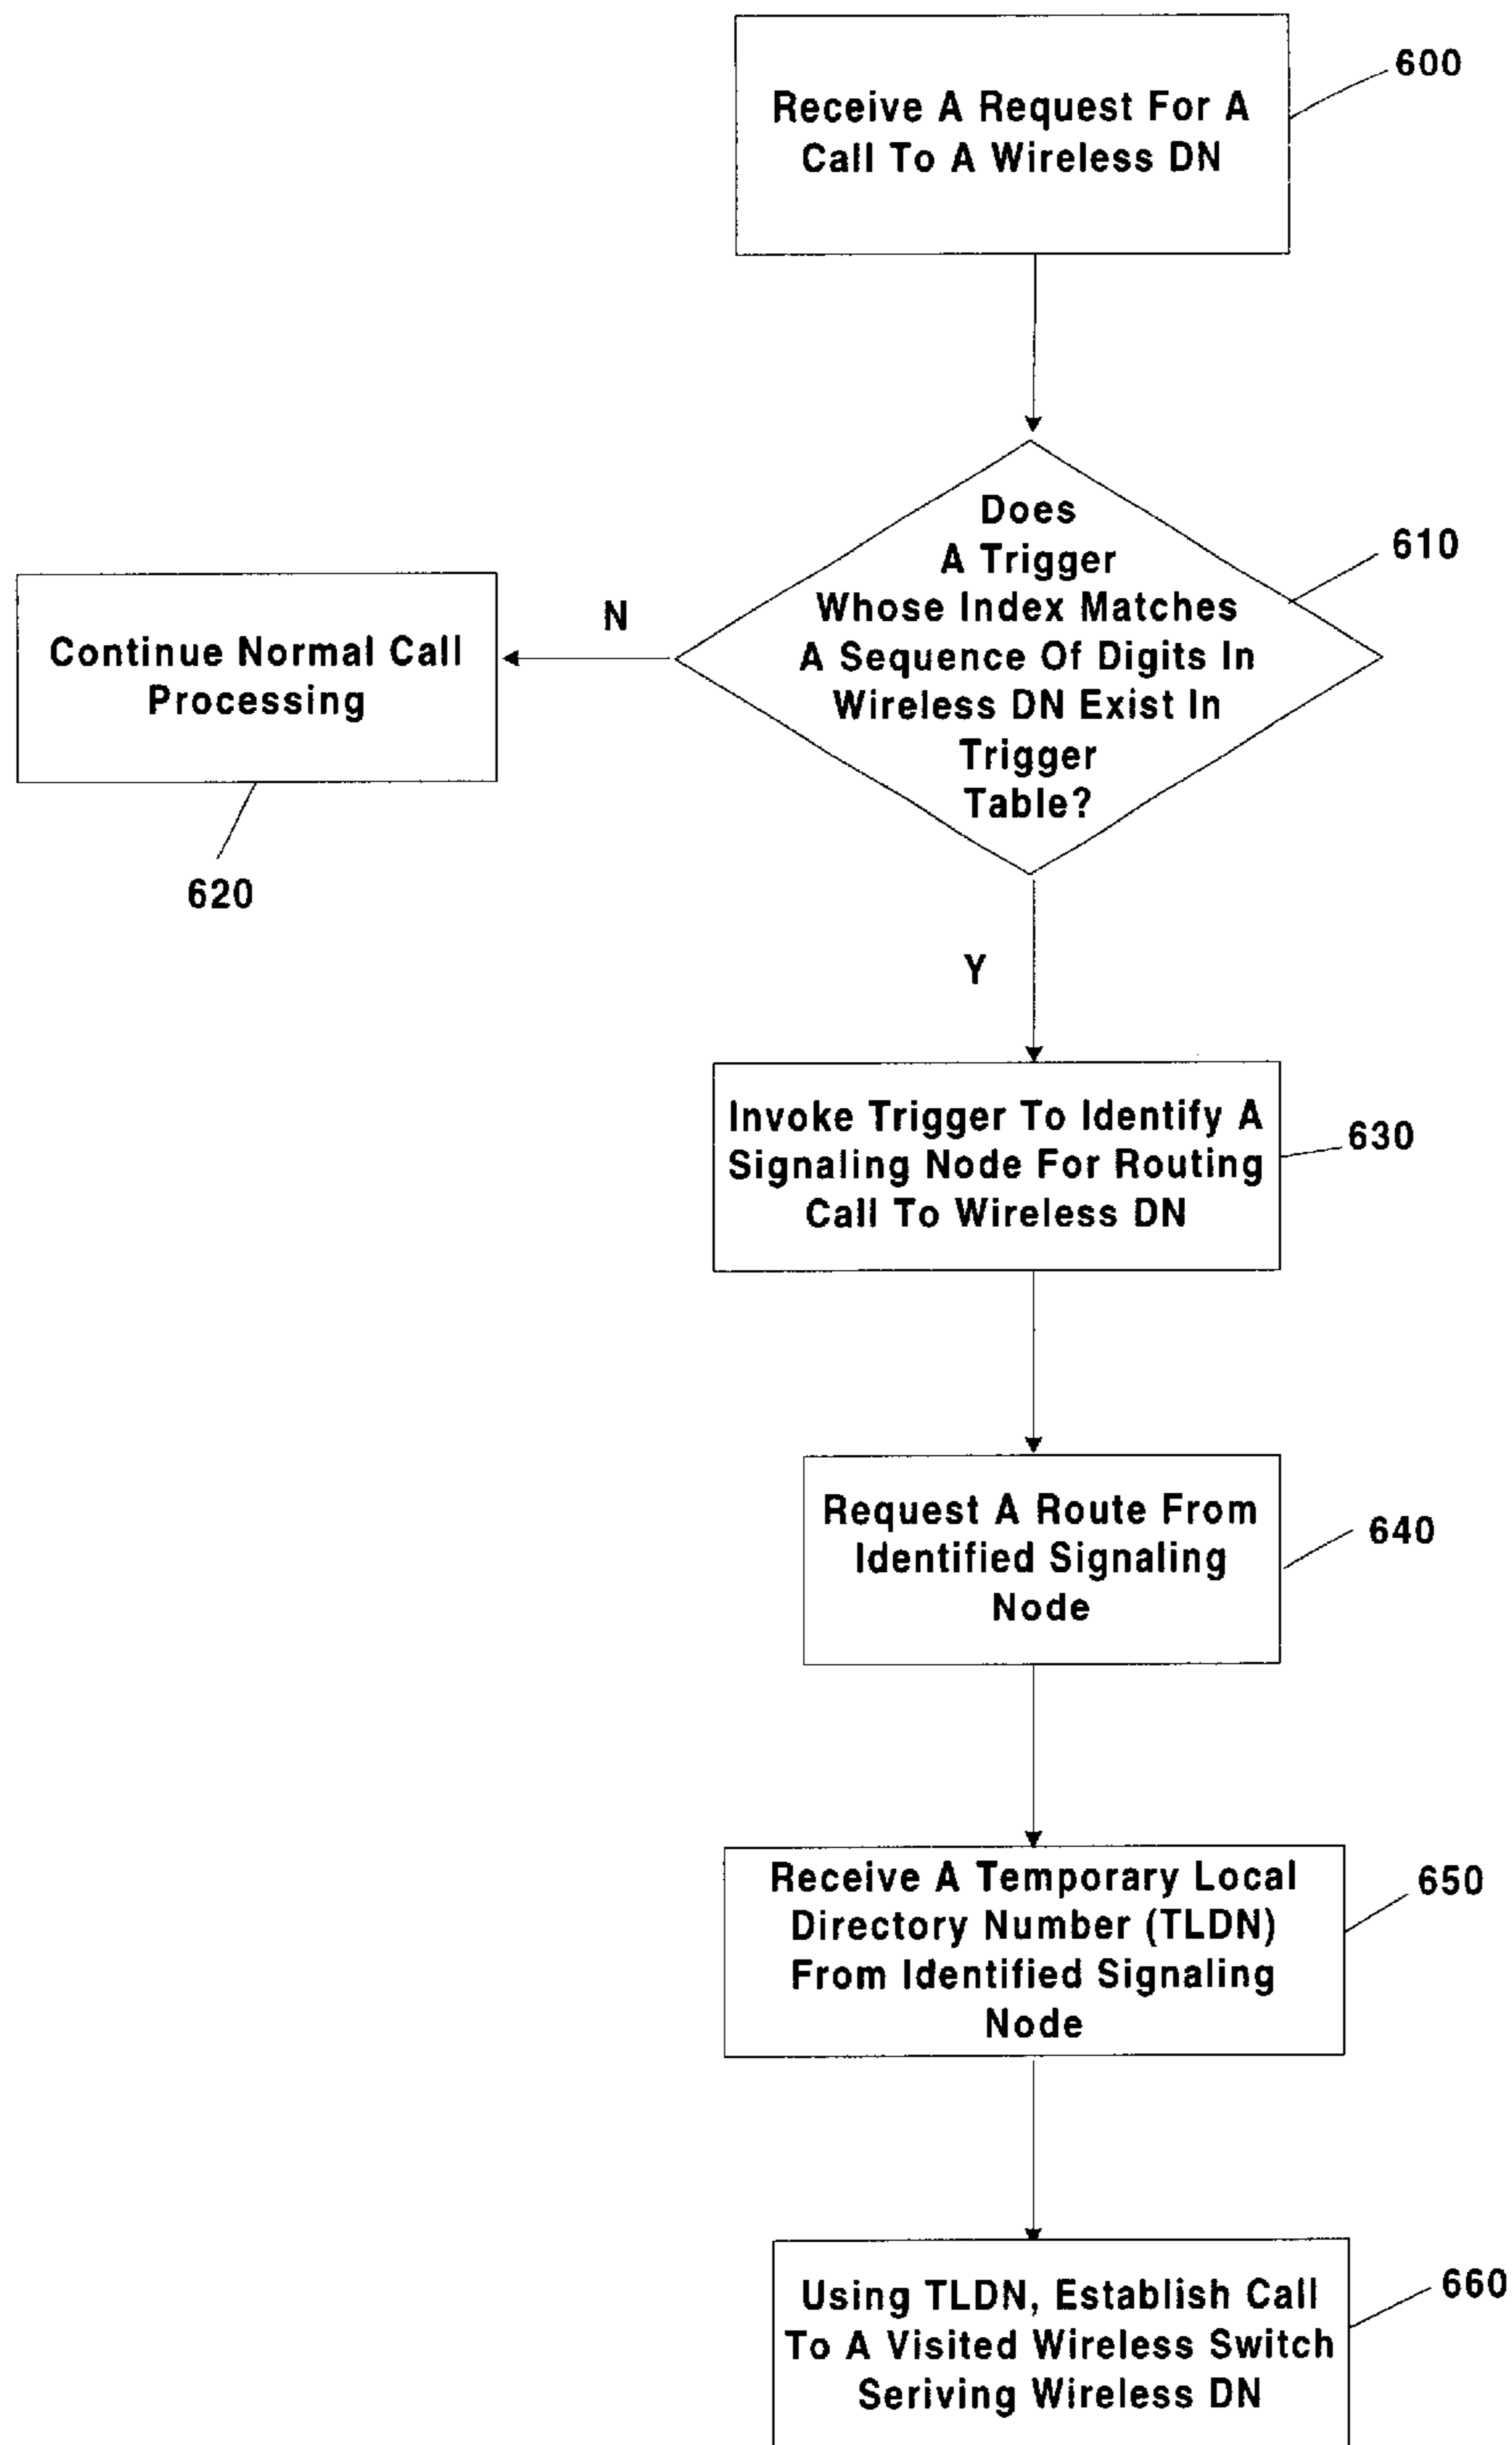 Receive A Request For A
Call To A Wireless DN
600
Does
A Trigger
Whose Index Matches
A Sequence Of Digits In
Wireless DN Exist In
Trigger
Table?
610
N
Continue Normal Call
Processing
620
Y
Invoke Trigger To Identify A
Signaling Node For Routing
Call To Wireless DN
630
Request A Route From
Identified Signaling
Node
640
Receive A Temporary Local
Directory Number (TLDN)
From Identified Signaling
Node
650
Using TLDN, Establish Call
To A Visited Wireless Switch
Seriving Wireless DN
660